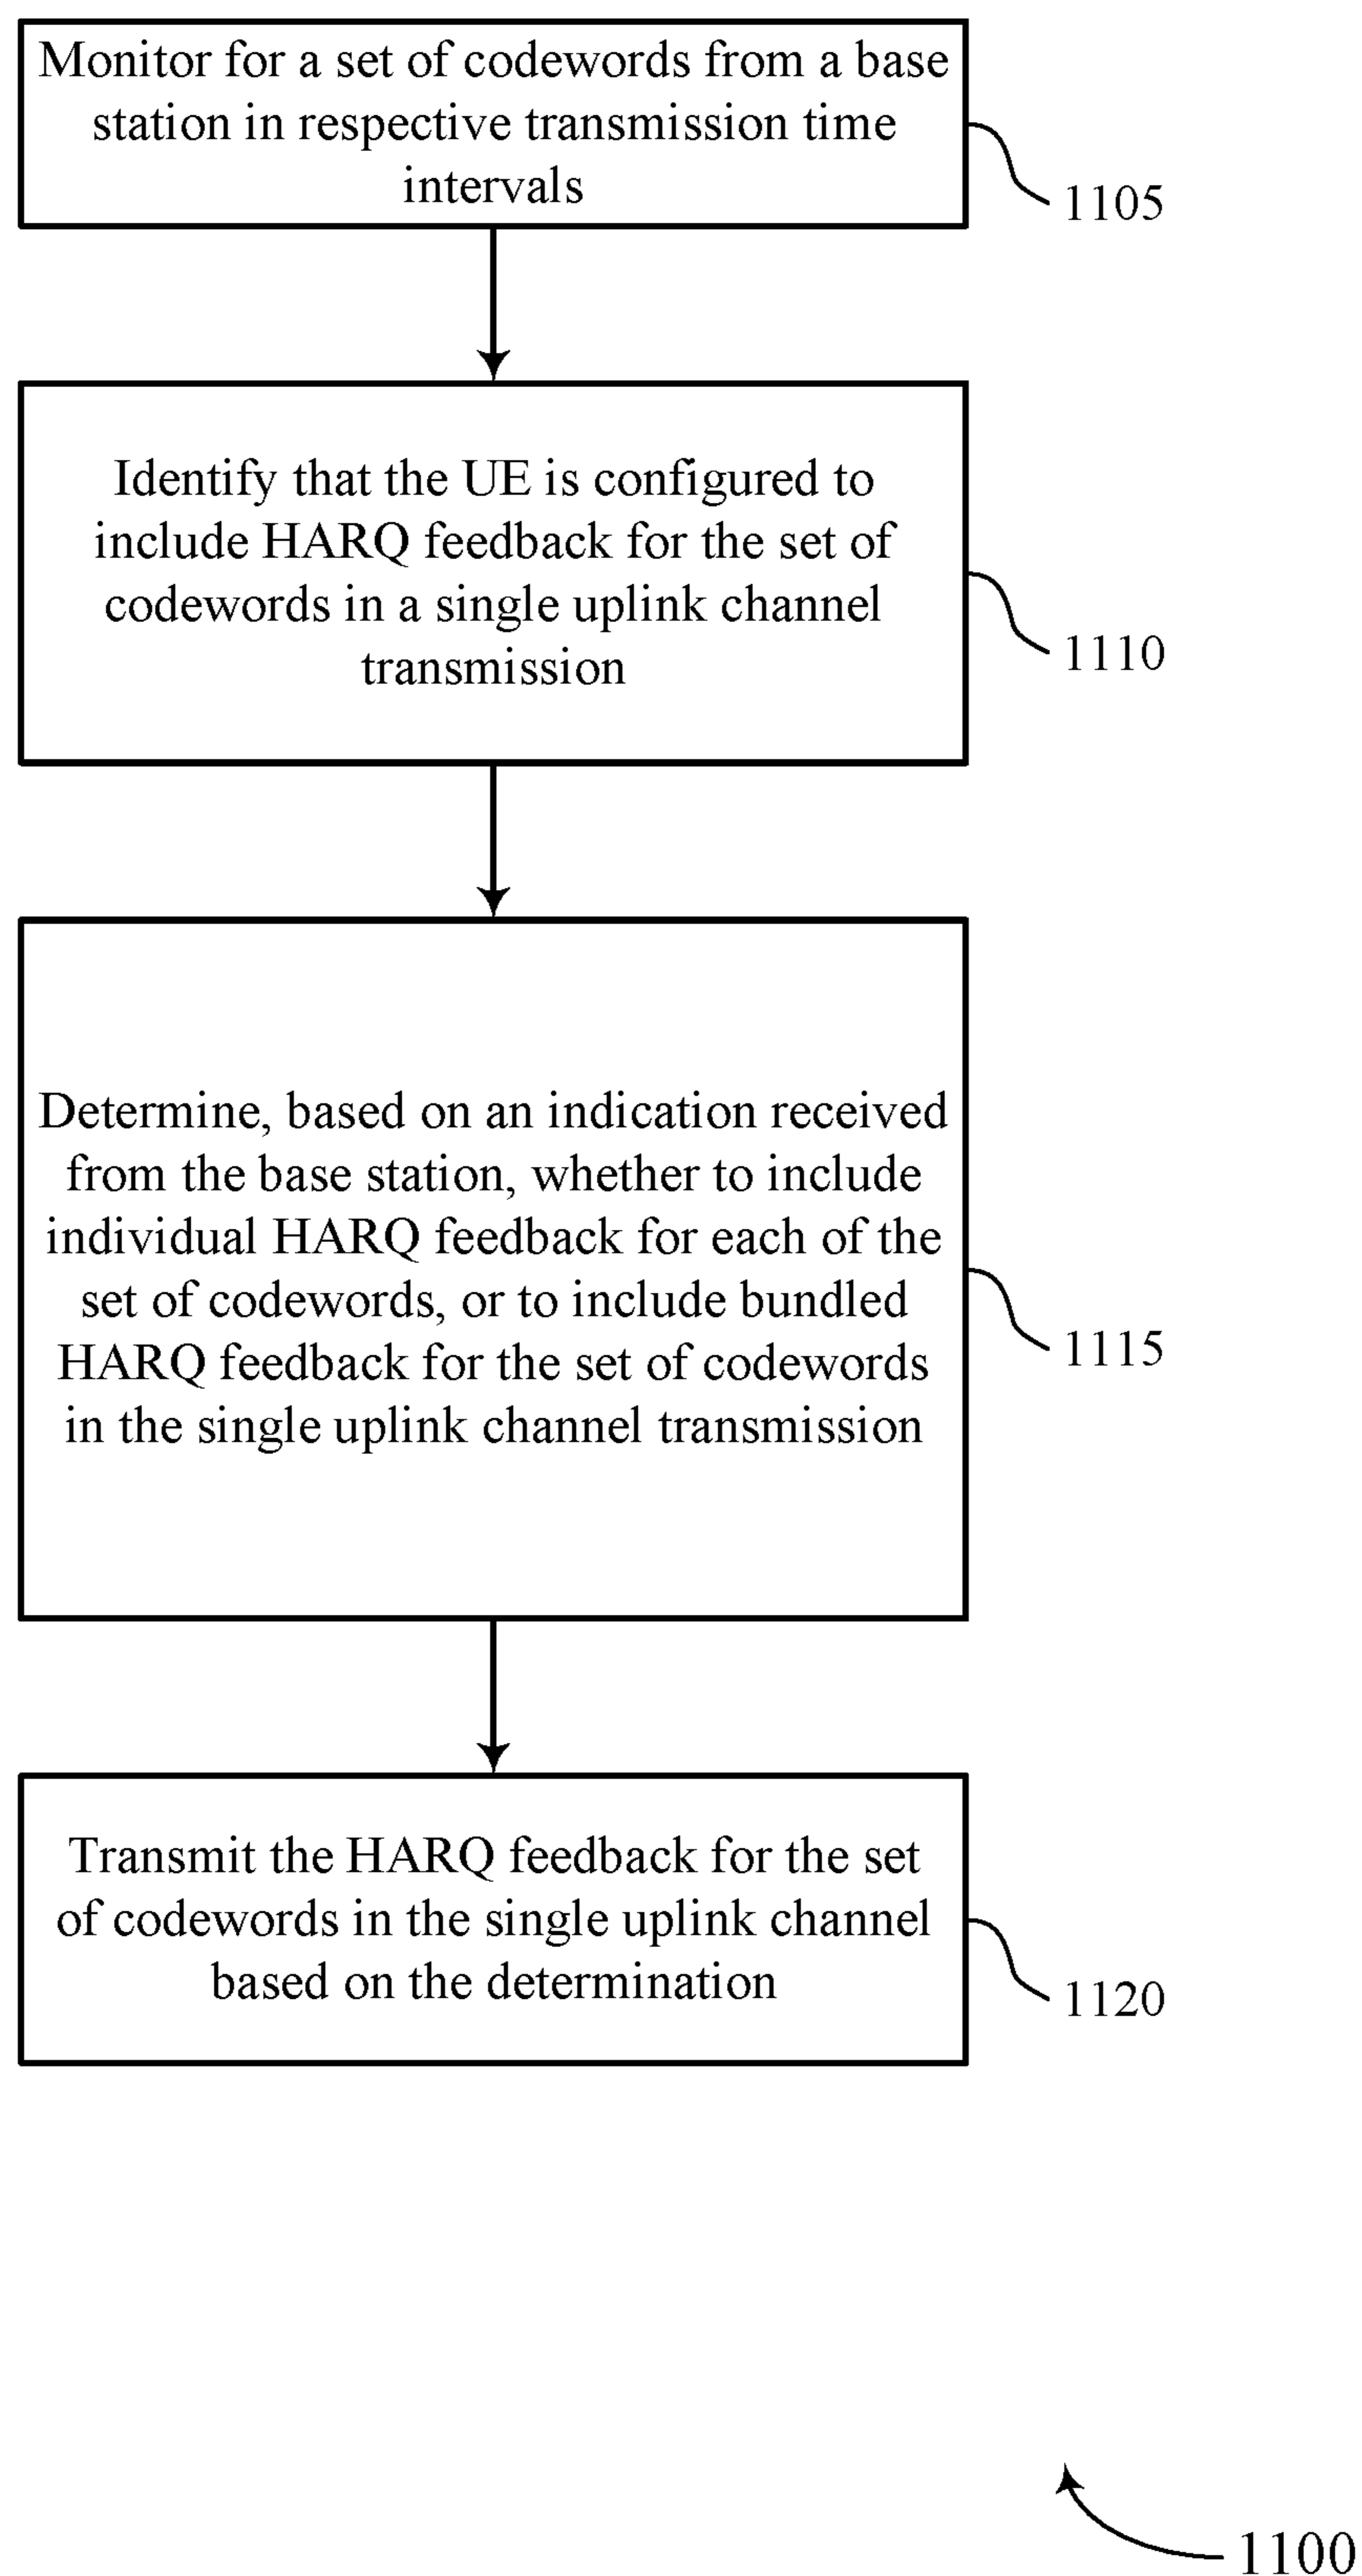 Monitor for a set of codewords from a base
station in respective transmission time
intervals
1105
Identify that the UE is configured to
include HARQ feedback for the set of
codewords in a single uplink channel
transmission
1110
Determine, based on an indication received
from the base station, whether to include
individual HARQ feedback for each of the
set of codewords, or to include bundled
HARQ feedback for the set of codewords
in the single uplink channel transmission
1115
Transmit the HARQ feedback for the set
of codewords in the single uplink channel
based on the determination
1120
1100